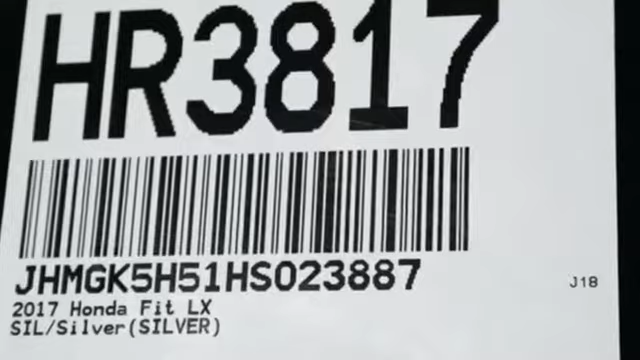 HR3817
JHMGK5H51HS023887
2017 Honda Fit LX
SIL/Silver(SILVER)
J18